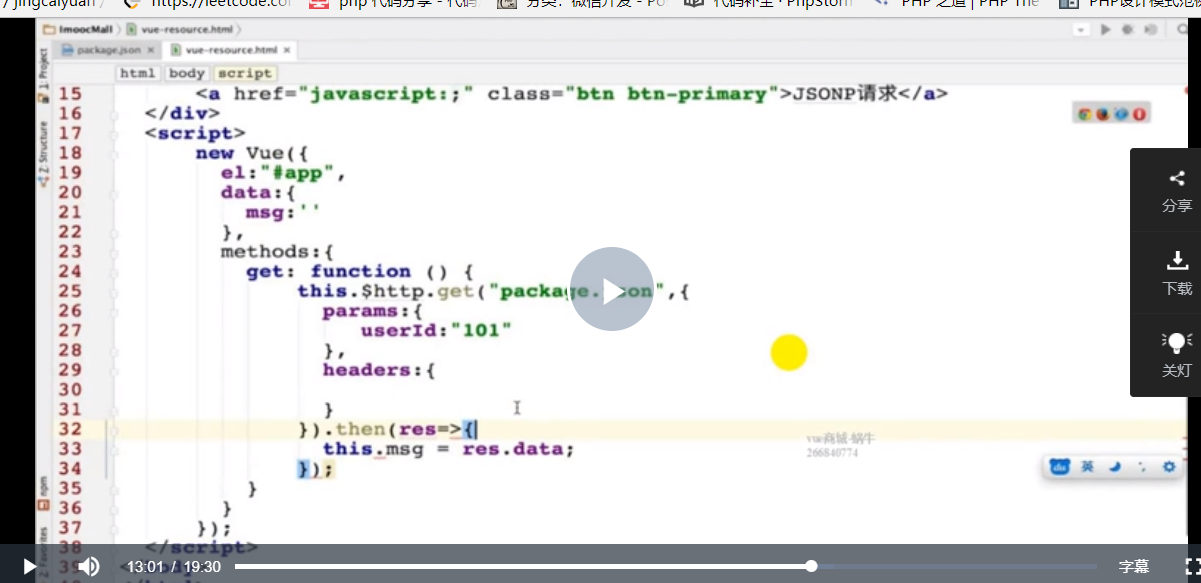 jingcaiyuan / https://leetcode.co php 代码分享 - 代码 分类：微信开发 - Po 代码补全 · PhpStorm PHP 之道 | PHP The PHP设计模式范
ImoocMall vue-resource.html
package.json × vue-resource.html ×
1: Project
html body script
15 <a href="javascript:;" class="btn btn-primary">JSONP请求</a>
16 </div>
17 <script>
18 new Vue({
19 el:"#app",
20 data:{
21 msg:''
22 },
23 methods:{
24 get: function () {
25 this.$http.get("package.json",{
26 params:{
27 userId:"101"
28 },
29 headers:{
30
31 }
32 }).then(res=>{
33 this.msg = res.data;
34 });
35 }
36 }
37 });
38 </script>
Z: Structure
npm
2: Favorites
vue商城-蜗牛
266840774
英
分享
下载
关灯
13:01 / 19:30
字幕